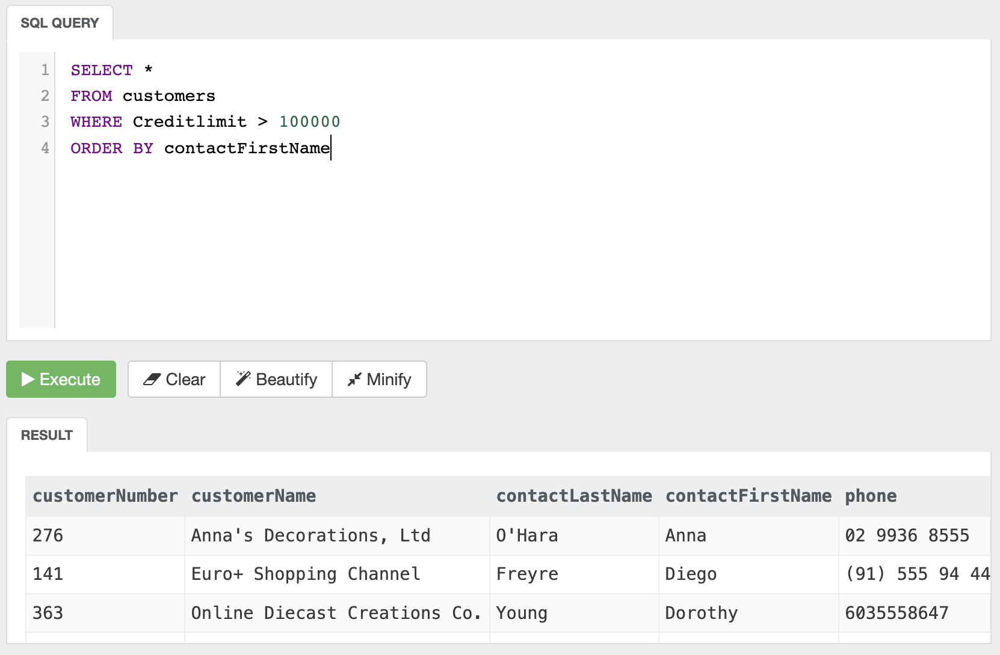 SQL QUERY
1 SELECT *
2 FROM customers
3 WHERE Creditlimit > 100000
4 ORDER BY contactFirstName
Execute Clear Beautify Minify
RESULT
customerNumber customerName contactLastName contactFirstName phone
276 Anna's Decorations, Ltd O'Hara Anna 02 9936 8555
141 Euro+ Shopping Channel Freyre Diego (91) 555 94 44
363 Online Diecast Creations Co. Young Dorothy 6035558647